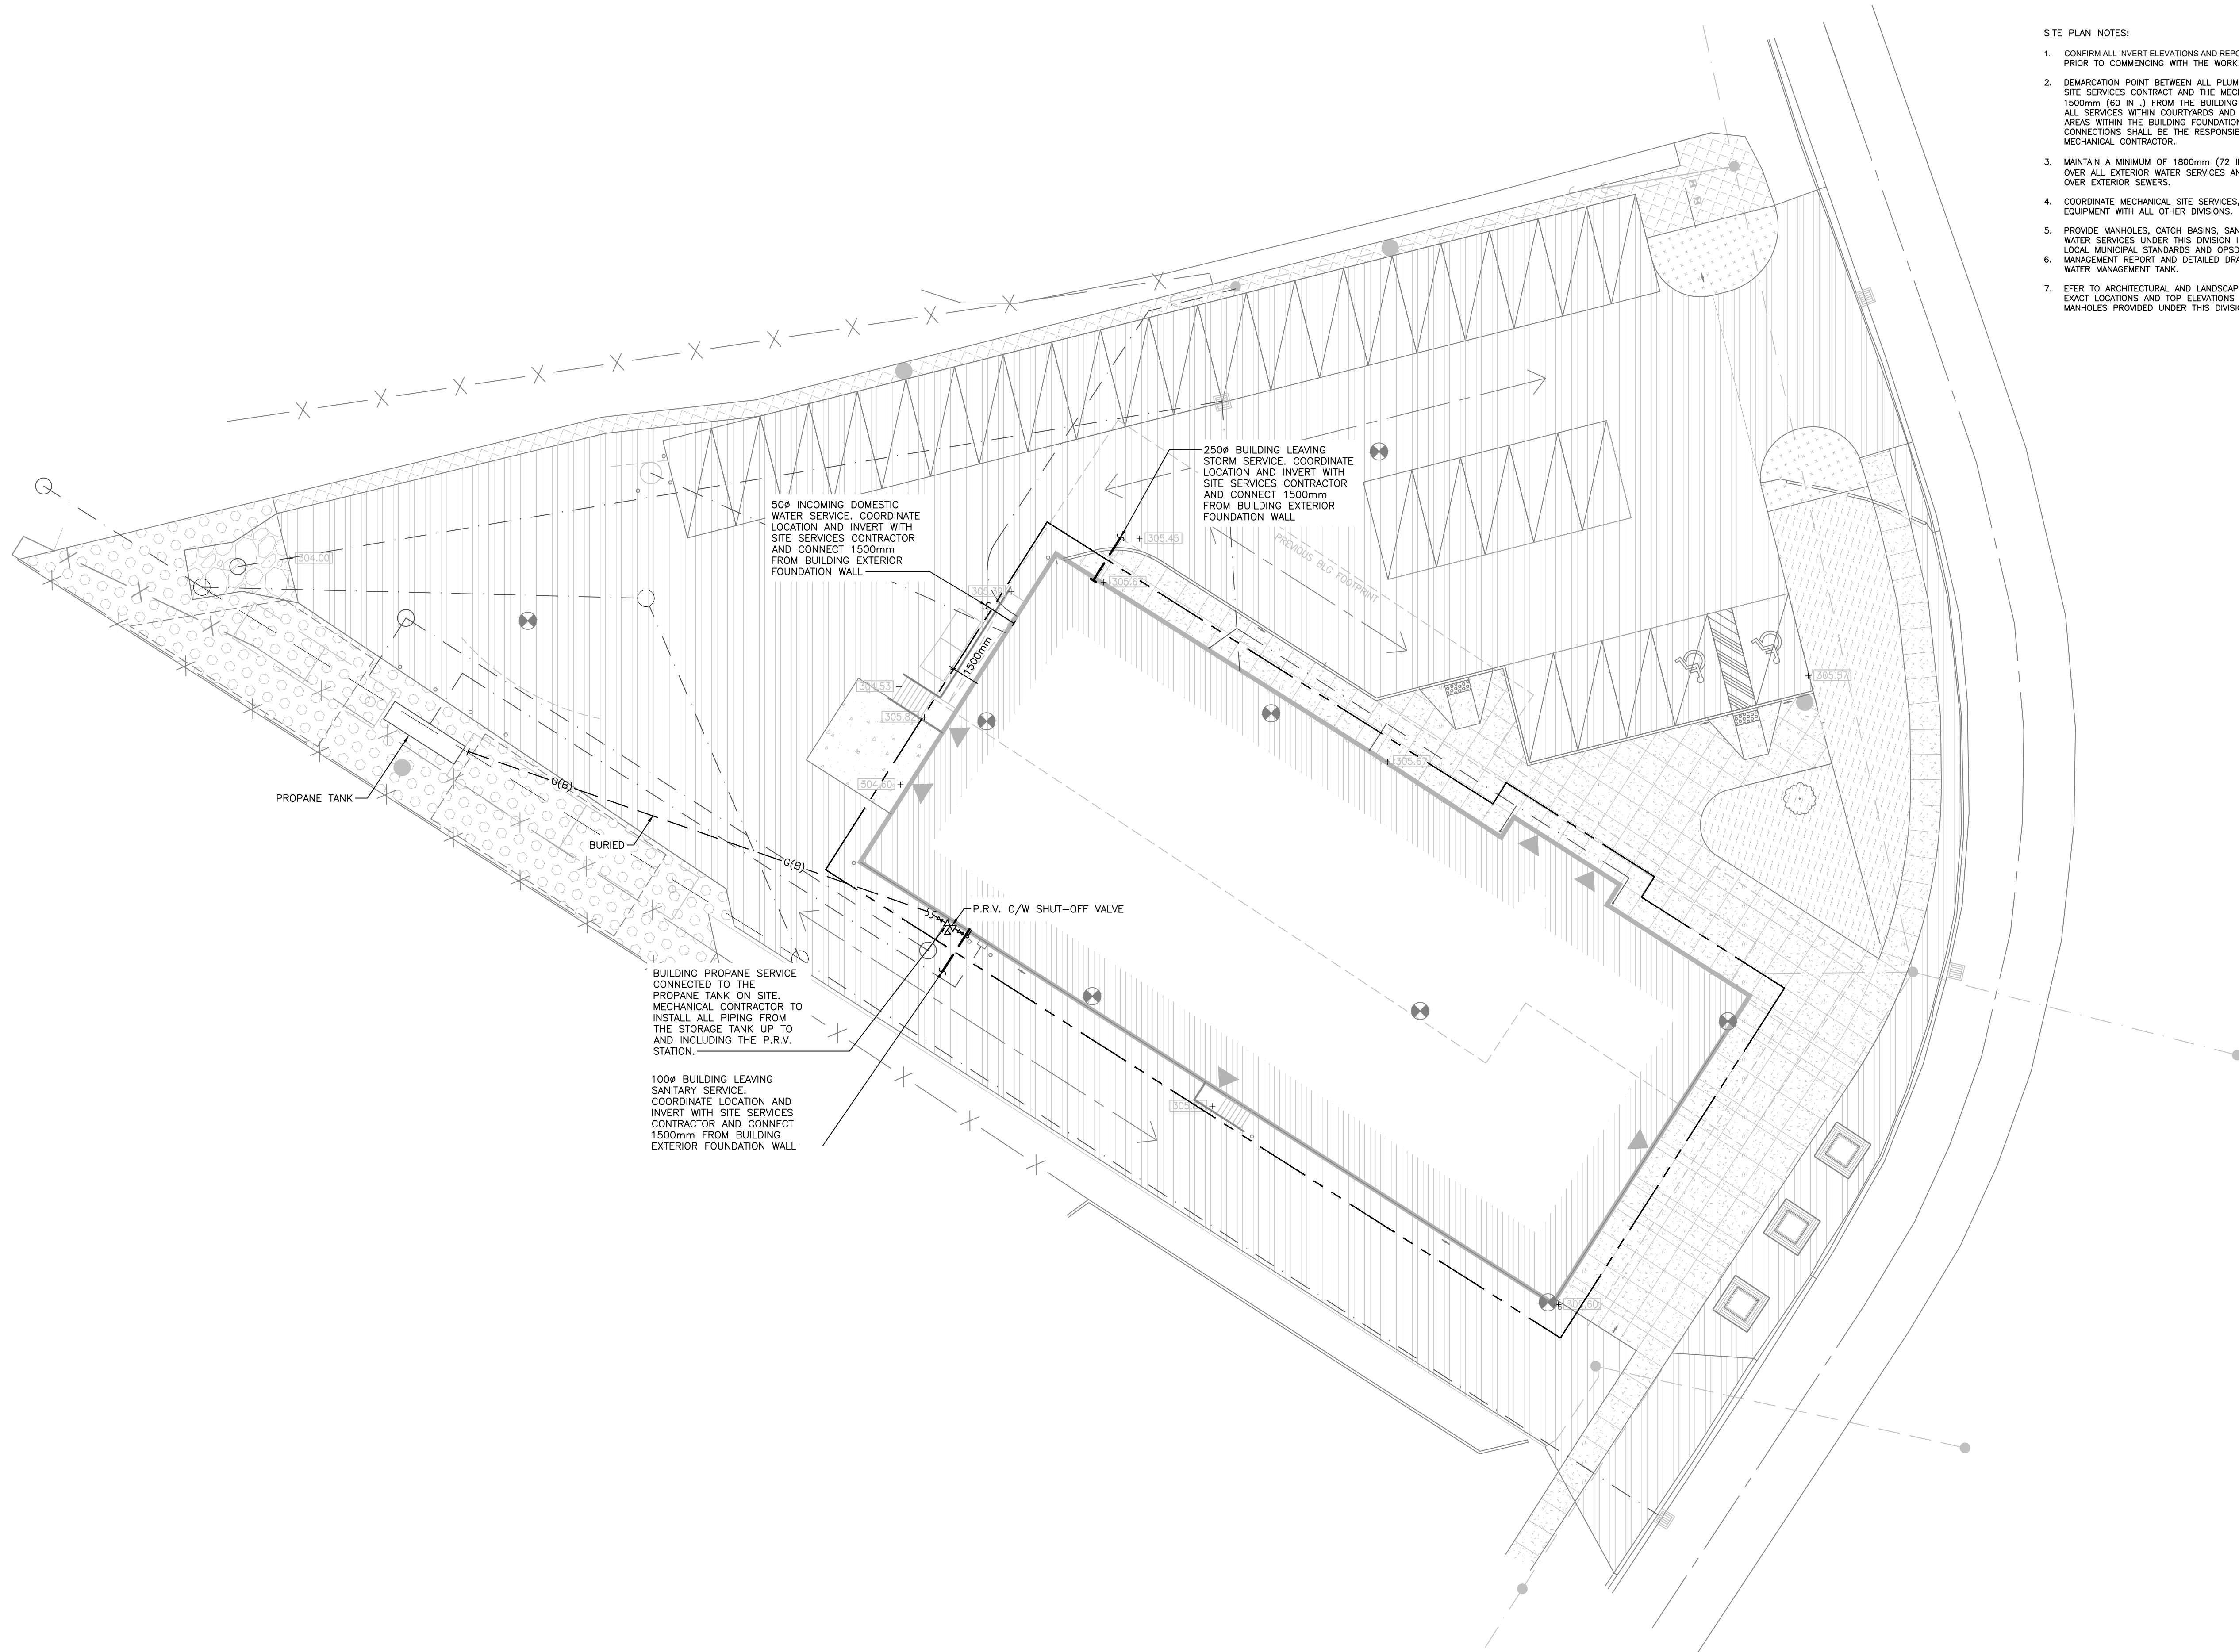 SITE PLAN NOTES:
1. CONFIRM ALL INVERT ELEVATIONS AND
PRIOR TO COMMENCING WITH THE WORK.
2. DEMARCATION POINT BETWEEN ALL
SITE SERVICES CONTRACT AND THE
1500mm (60 IN .) FROM THE BUILDING
ALL SERVICES WITHIN COURTYARDS AND
AREAS WITHIN THE BUILDING
CONNECTIONS SHALL BE THE
MECHANICAL CONTRACTOR.
3. MAINTAIN A MINIMUM OF 1800mm (72
OVER ALL EXTERIOR WATER SERVICES
OVER EXTERIOR SEWERS.
4. COORDINATE MECHANICAL SITE SERVICES,
EQUIPMENT WITH ALL OTHER DIVISIONS.
5. PROVIDE MANHOLES, CATCH BASINS,
WATER SERVICES UNDER THIS DIVISION
LOCAL MUNICIPAL STANDARDS AND OPSD
6. MANAGEMENT REPORT AND DETAILED
WATER MANAGEMENT TANK.
7. EFER TO ARCHITECTURAL AND
EXACT LOCATIONS AND TOP ELEVATIONS
MANHOLES PROVIDED UNDER THIS
250ø BUILDING LEAVING
STORM SERVICE. COORDINATE
LOCATION AND INVERT WITH
SITE SERVICES CONTRACTOR
AND CONNECT 1500mm
FROM BUILDING EXTERIOR
FOUNDATION WALL
50ø INCOMING DOMESTIC
WATER SERVICE. COORDINATE
LOCATION AND INVERT WITH
SITE SERVICES CONTRACTOR
AND CONNECT 1500mm
FROM BUILDING EXTERIOR
FOUNDATION WALL
305.45
PREVIOUS BLG FOOTPRINT
304.00
1500mm
304.53
305.82
304.60
305.67
305.57
PROPANE TANK
G(B)
BURIED
G(B)
P.R.V. C/W SHUT-OFF VALVE
BUILDING PROPANE SERVICE
CONNECTED TO THE
PROPANE TANK ON SITE.
MECHANICAL CONTRACTOR TO
INSTALL ALL PIPING FROM
THE STORAGE TANK UP TO
AND INCLUDING THE P.R.V.
STATION.
100ø BUILDING LEAVING
SANITARY SERVICE.
COORDINATE LOCATION AND
INVERT WITH SITE SERVICES
CONTRACTOR AND CONNECT
1500mm FROM BUILDING
EXTERIOR FOUNDATION WALL
305.60